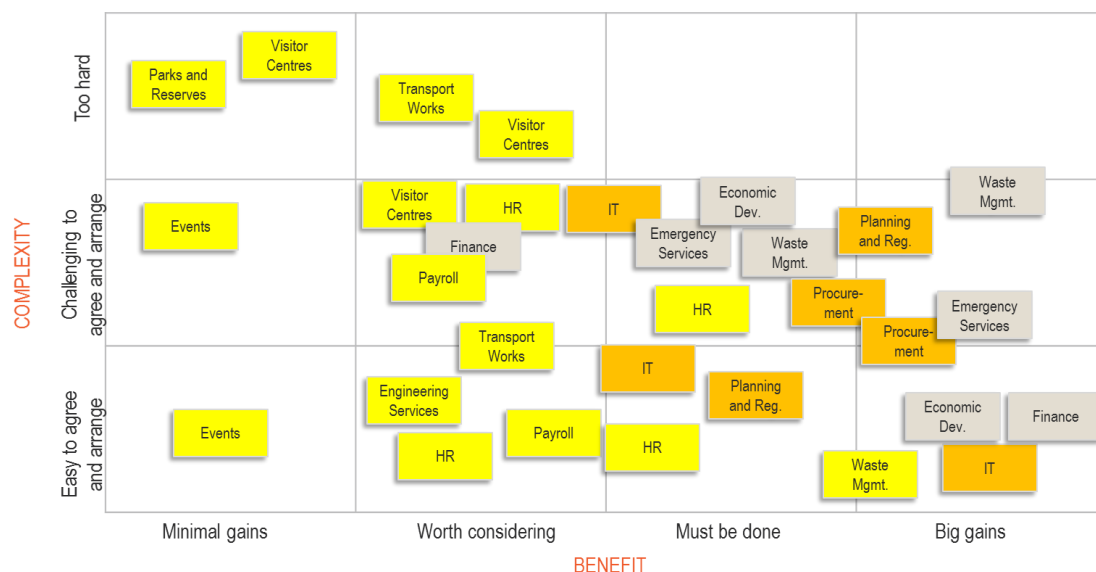 COMPLEXITY
Too hard
Visitor
Centres
Parks and
Reserves
Transport
Works
Visitor
Centres
Challenging to
agree and arrange
Events
Visitor
Centres
HR
Finance
Payroll
IT
Economic
Dev.
Emergency
Services
Waste
Mgmt.
HR
Waste
Mgmt.
Planning
and Reg.
Procure-
ment
Procure-
ment
Emergency
Services
Transport
Works
Easy to agree
and arrange
Events
Engineering
Services
HR
Payroll
IT
HR
Planning
and Reg.
Economic
Dev.
Finance
Waste
Mgmt.
IT
Minimal gains
Worth considering
Must be done
Big gains
BENEFIT